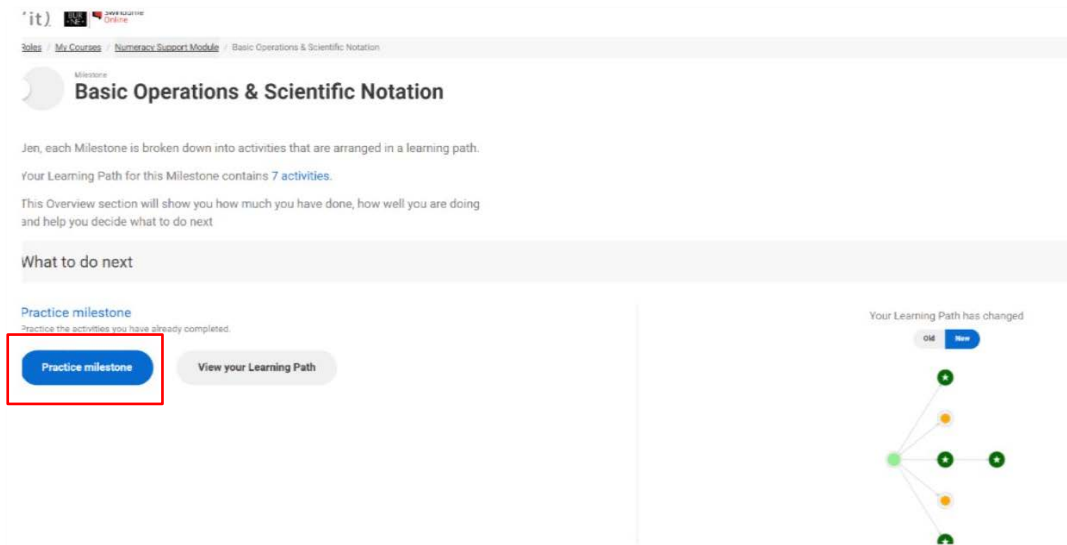 it)
BUR
·NE·
Online
Roles / My Courses / Numeracy Support Module / Basic Operations & Scientific Notation
Milestone
Basic Operations & Scientific Notation
Jen, each Milestone is broken down into activities that are arranged in a learning path.
Your Learning Path for this Milestone contains 7 activities.
This Overview section will show you how much you have done, how well you are doing
and help you decide what to do next
What to do next
Practice milestone
Practice the activities you have already completed.
Practice milestone
View your Learning Path
Your Learning Path has changed
Old
New